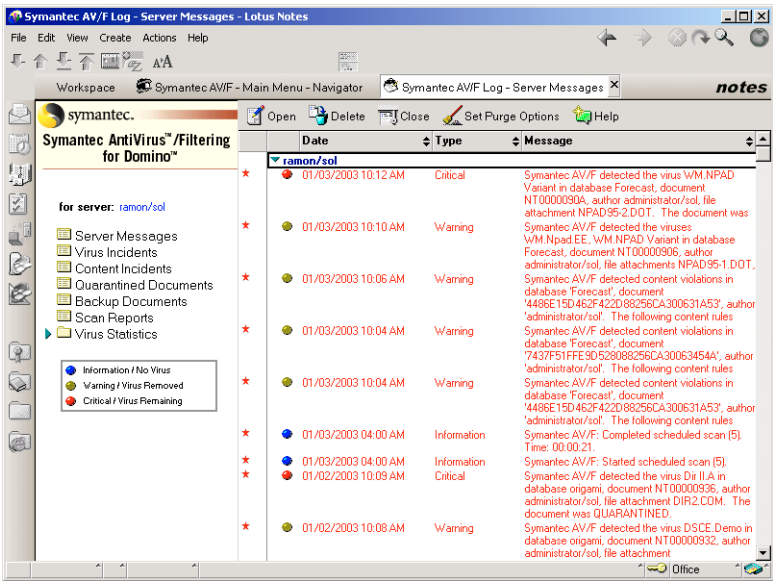 Symantec AV/F Log - Server Messages - Lotus Notes
File Edit View Create Actions Help
Workspace Symantec AV/F - Main Menu - Navigator Symantec AV/F Log - Server Messages notes
symantec.
Symantec AntiVirus™/Filtering
for Domino™
for server: ramon/sol
Server Messages
Virus Incidents
Content Incidents
Quarantined Documents
Backup Documents
Scan Reports
Virus Statistics
Information / No Virus
Warning / Virus Removed
Critical / Virus Remaining
Open Delete Close Set Purge Options Help
Date Type Message
ramon/sol
01/03/2003 10:12 AM Critical Symantec AV/F detected the virus WM.NPAD
Variant in database Forecast, document
NT0000090A, author administrator/sol, file
attachment NPAD95-2.DOT. The document was
01/03/2003 10:10 AM Warning Symantec AV/F detected the viruses
WM.Npad.EE, WM.NPAD Variant in database
Forecast, document NT00000906, author
administrator/sol, file attachments NPAD95-1.DOT,
01/03/2003 10:06 AM Warning Symantec AV/F detected content violations in
database 'Forecast', document
'4486E15D462F422D88256CA300631A53', author
'administrator/sol'. The following content rules
01/03/2003 10:04 AM Warning Symantec AV/F detected content violations in
database 'Forecast', document
'7437F51FFE9D528088256CA30063454A', author
'administrator/sol'. The following content rules
01/03/2003 10:04 AM Warning Symantec AV/F detected content violations in
database 'Forecast', document
'4486E15D462F422D88256CA300631A53', author
'administrator/sol'. The following content rules
01/03/2003 04:00 AM Information Symantec AV/F: Completed scheduled scan (5).
Time: 00:00:21.
01/03/2003 04:00 AM Information Symantec AV/F: Started scheduled scan (5).
01/02/2003 10:09 AM Critical Symantec AV/F detected the virus Dir II.A in
database origami, document NT00000936, author
administrator/sol, file attachment DIR2.COM. The
document was QUARANTINED.
01/02/2003 10:08 AM Warning Symantec AV/F detected the virus DSCE.Demo in
database origami, document NT00000932, author
administrator/sol, file attachment
Office